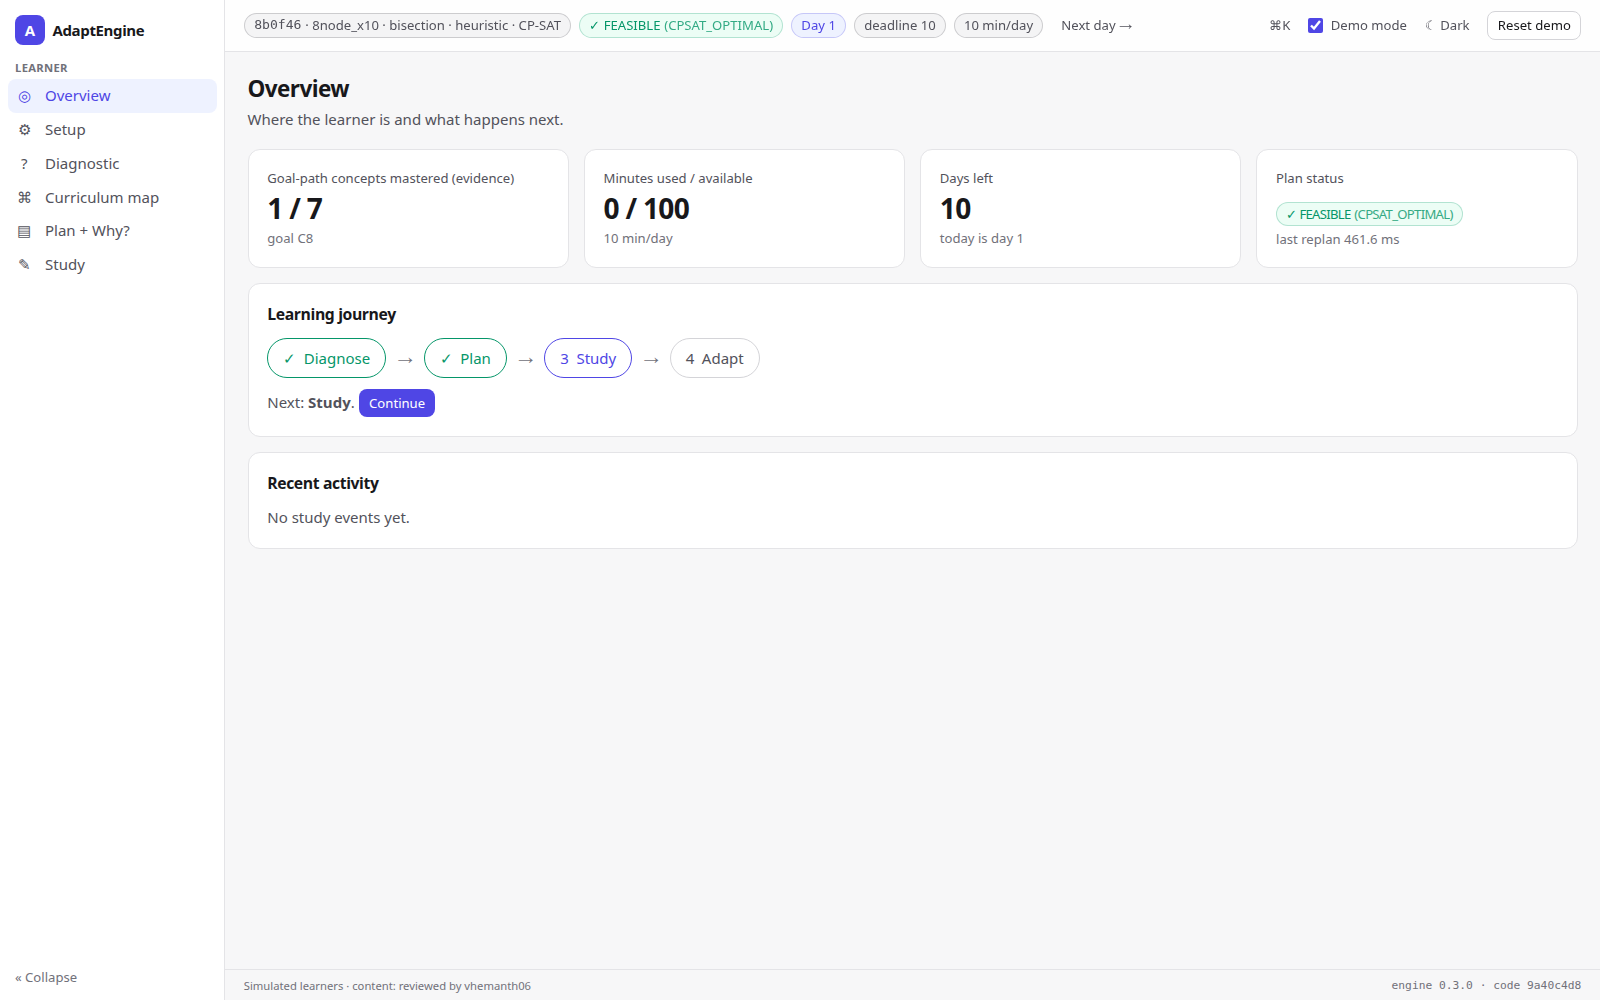 A AdaptEngine
LEARNER
◎ Overview
⚙ Setup
? Diagnostic
⌘ Curriculum map
▤ Plan + Why?
✎ Study
« Collapse
8b0f46 · 8node_x10 · bisection · heuristic · CP-SAT ✓ FEASIBLE (CPSAT_OPTIMAL) Day 1 deadline 10 10 min/day Next day → ⌘K Demo mode ☾ Dark Reset demo
Overview
Where the learner is and what happens next.
Goal-path concepts mastered (evidence)
1 / 7
goal C8
Minutes used / available
0 / 100
10 min/day
Days left
10
today is day 1
Plan status
✓ FEASIBLE (CPSAT_OPTIMAL)
last replan 461.6 ms
Learning journey
✓ Diagnose → ✓ Plan → 3 Study → 4 Adapt
Next: Study. Continue
Recent activity
No study events yet.
Simulated learners · content: reviewed by vhemanth06
engine 0.3.0 · code 9a40c4d8